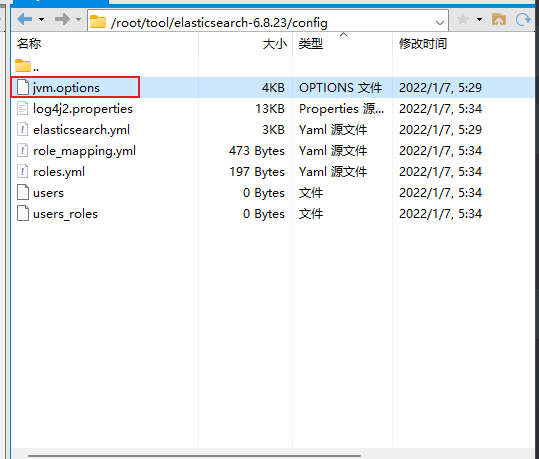 /root/tool/elasticsearch-6.8.23/config
名称 大小 类型 修改时间
..
jvm.options 4KB OPTIONS 文件 2022/1/7, 5:29
log4j2.properties 13KB Properties 源... 2022/1/7, 5:34
elasticsearch.yml 3KB Yaml 源文件 2022/1/7, 5:29
role_mapping.yml 473 Bytes Yaml 源文件 2022/1/7, 5:34
roles.yml 197 Bytes Yaml 源文件 2022/1/7, 5:34
users 0 Bytes 文件 2022/1/7, 5:34
users_roles 0 Bytes 文件 2022/1/7, 5:34